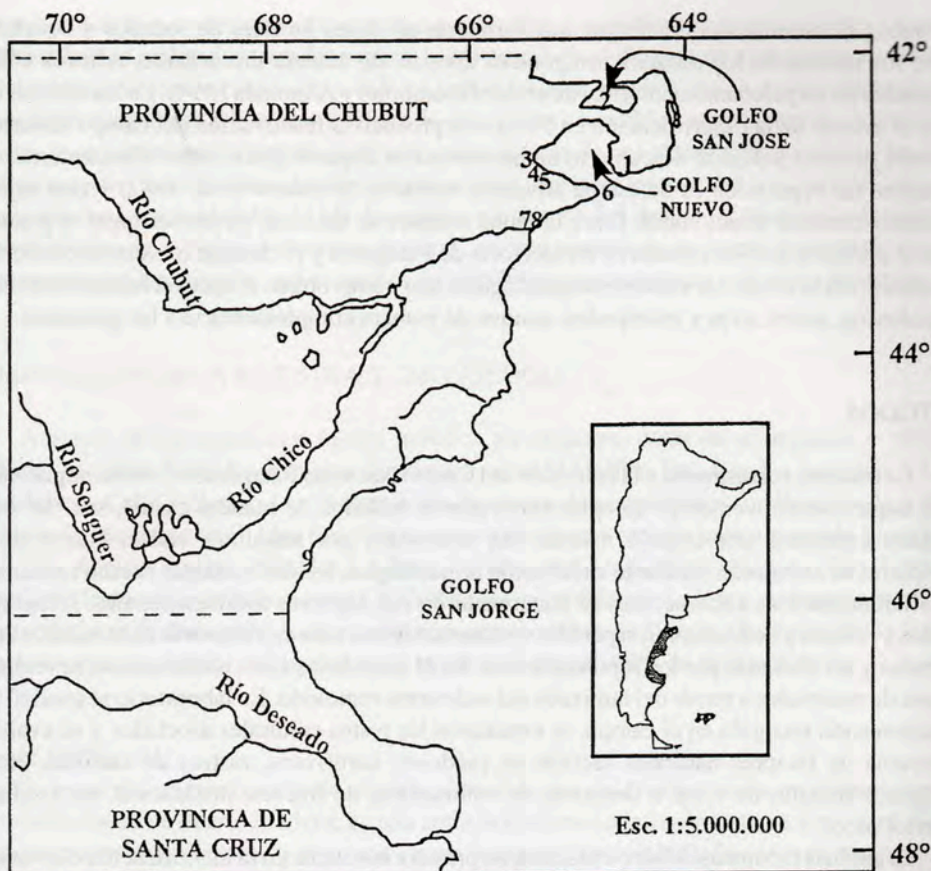 70°
68°
66°
64°
42°
PROVINCIA DEL CHUBUT
GOLFO
SAN JOSE
GOLFO
NUEVO
3
4
5
6
78
Río Chubut
44°
Río Chico
Río Senguer
GOLFO
SAN JORGE
46°
Río Deseado
PROVINCIA DE
SANTA CRUZ
Esc. 1:5.000.000
48°